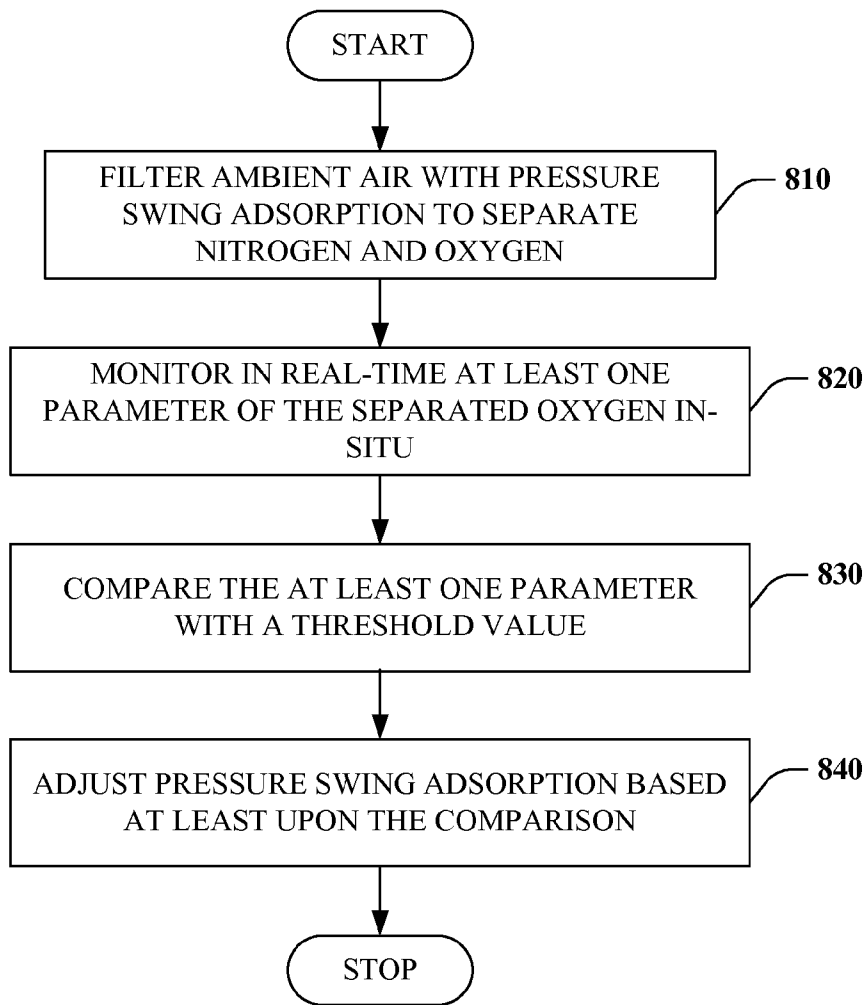 START
FILTER AMBIENT AIR WITH PRESSURE
SWING ADSORPTION TO SEPARATE
NITROGEN AND OXYGEN
810
MONITOR IN REAL-TIME AT LEAST ONE
PARAMETER OF THE SEPARATED OXYGEN IN-
SITU
820
COMPARE THE AT LEAST ONE PARAMETER
WITH A THRESHOLD VALUE
830
ADJUST PRESSURE SWING ADSORPTION BASED
AT LEAST UPON THE COMPARISON
840
STOP